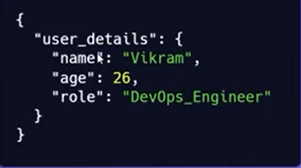 {
"user_details": {
"name": "Vikram",
"age": 26,
"role": "DevOps_Engineer"
}
}